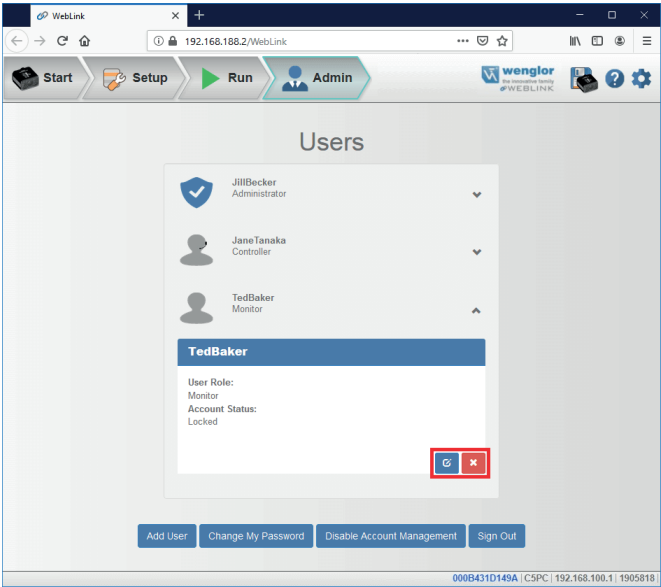 WebLink
192.168.188.2/WebLink
Start
Setup
Run
Admin
wenglor
the innovative family
WEBLINK
Users
JillBecker
Administrator
JaneTanaka
Controller
TedBaker
Monitor
TedBaker
User Role:
Monitor
Account Status:
Locked
Add User
Change My Password
Disable Account Management
Sign Out
000B431D149A | C5PC | 192.168.100.1 | 1905818